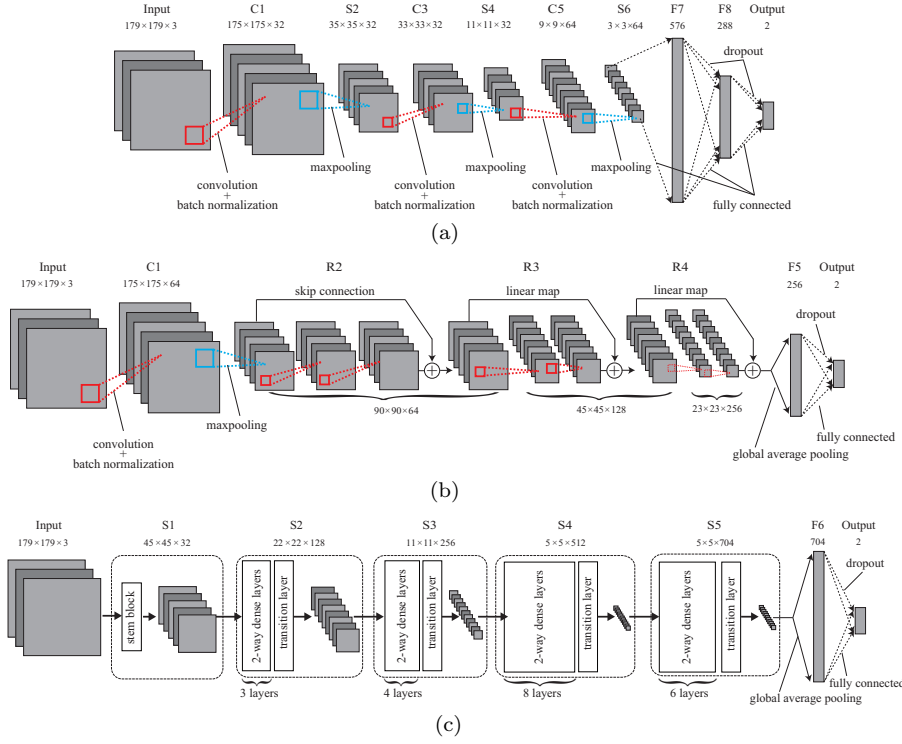 Input C1 S2 C3 S4 C5 S6 F7 F8 Output
179×179×3 175×175×32 35×35×32 33×33×32 11×11×32 9×9×64 3×3×64 576 288 2
dropout
maxpooling maxpooling maxpooling
convolution convolution convolution
+ + +
batch normalization batch normalization batch normalization
fully connected
(a)
Input C1 R2 R3 R4 F5 Output
179×179×3 175×175×64 256 2
skip connection linear map linear map
dropout
90×90×64 45×45×128 23×23×256
maxpooling
convolution
+
batch normalization
fully connected
global average pooling
(b)
Input S1 S2 S3 S4 S5 F6 Output
179×179×3 45×45×32 22×22×128 11×11×256 5×5×512 5×5×704 704 2
dropout
stem block
2-way dense layers
transition layer
2-way dense layers
transition layer
2-way dense layers
transition layer
2-way dense layers
transition layer
fully connected
3 layers 4 layers 8 layers 6 layers
global average pooling
(c)